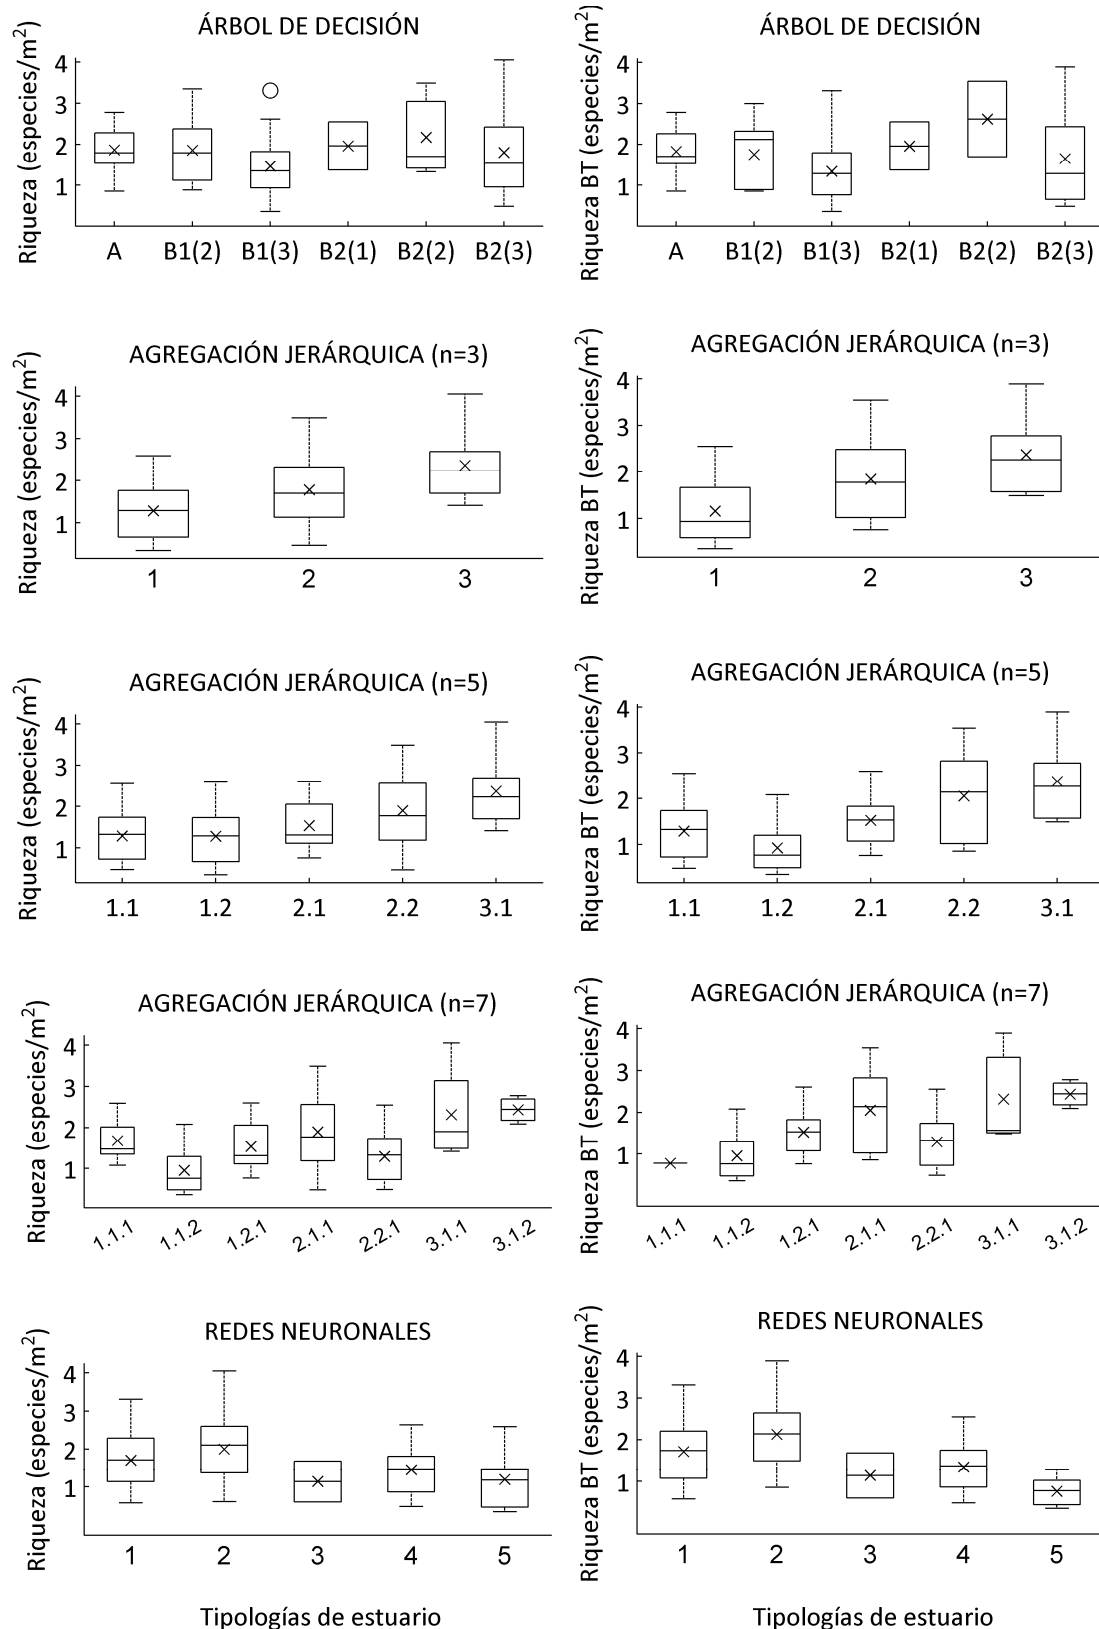 ÁRBOL DE DECISIÓN
Riqueza (especies/m²)
4
3
2
1
A B1(2) B1(3) B2(1) B2(2) B2(3)
ÁRBOL DE DECISIÓN
Riqueza BT (especies/m²)
4
3
2
1
A B1(2) B1(3) B2(1) B2(2) B2(3)
AGREGACIÓN JERÁRQUICA (n=3)
Riqueza (especies/m²)
4
3
2
1
1 2 3
AGREGACIÓN JERÁRQUICA (n=3)
Riqueza BT (especies/m²)
4
3
2
1
1 2 3
AGREGACIÓN JERÁRQUICA (n=5)
Riqueza (especies/m²)
4
3
2
1
1.1 1.2 2.1 2.2 3.1
AGREGACIÓN JERÁRQUICA (n=5)
Riqueza BT (especies/m²)
4
3
2
1
1.1 1.2 2.1 2.2 3.1
AGREGACIÓN JERÁRQUICA (n=7)
Riqueza (especies/m²)
4
3
2
1
1.1.1 1.1.2 1.2.1 2.1.1 2.2.1 3.1.1 3.1.2
AGREGACIÓN JERÁRQUICA (n=7)
Riqueza BT (especies/m²)
4
3
2
1
1.1.1 1.1.2 1.2.1 2.1.1 2.2.1 3.1.1 3.1.2
REDES NEURONALES
Riqueza (especies/m²)
4
3
2
1
1 2 3 4 5
Tipologías de estuario
REDES NEURONALES
Riqueza BT (especies/m²)
4
3
2
1
1 2 3 4 5
Tipologías de estuario